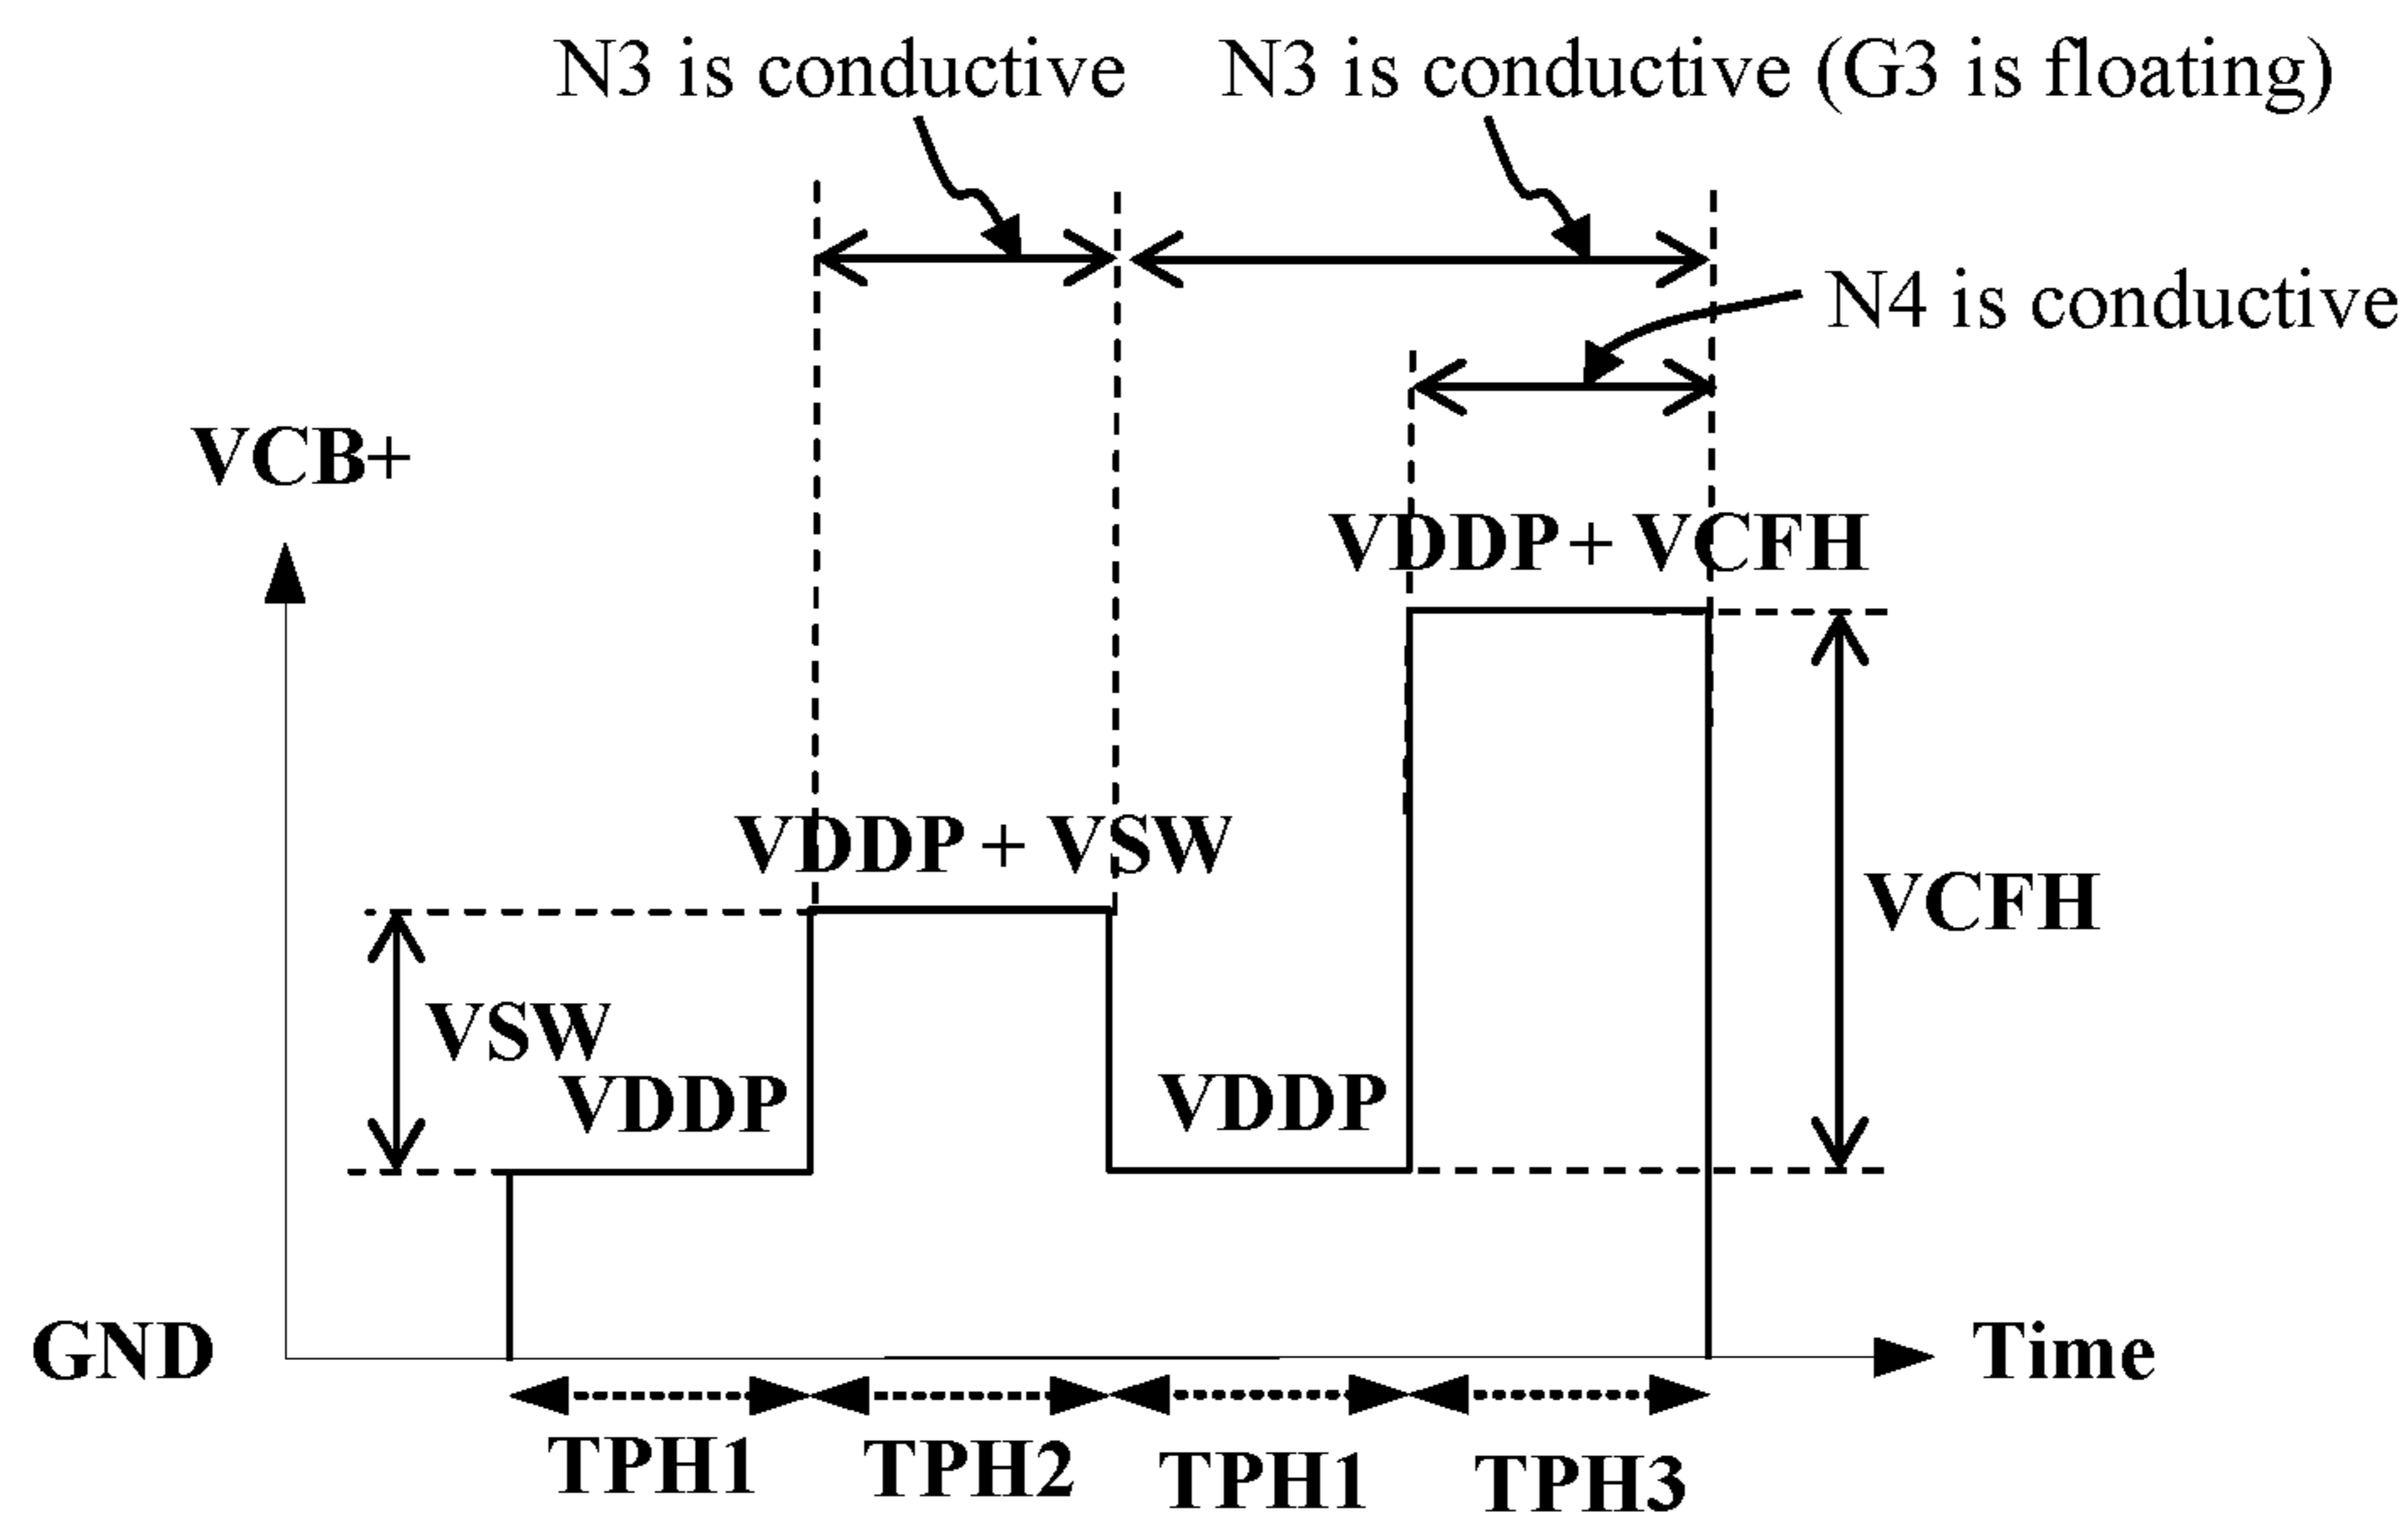 N3 is conductive
N3 is conductive (G3 is floating)
N4 is conductive
VCB+
VDDP + VCFH
VDDP + VSW
VCFH
VSW
VDDP
VDDP
GND
Time
TPH1
TPH2
TPH1
TPH3